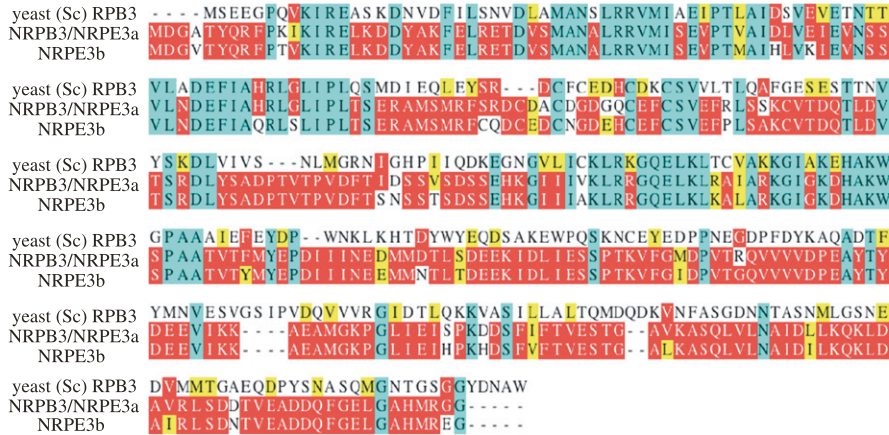 yeast (Sc) RPB3 ----MSEEGPQVKIREASKDNVDFILSNVDLAMANSLRRVMIAEIPTLAIDSVEVETNTT
NRPB3/NRPE3a MDGATYQRFPKIKIRELKDDYAKFELRETDVSMANALRRVMISEVPTVAIDLVEIEVNSS
NRPE3b MDGVTYQRFPTVKIRELKDDYAKFELRETDVSMANALRRVMISEVPTMAIHLVKIEVNSS
yeast (Sc) RPB3 VLADEFIAHRLGLIPLQSMDIEQLEYSR---DCFCEDHCDKCSVVLTLQAFGESESTTNV
NRPB3/NRPE3a VLNDEFIAHRLGLIPLTSERAMSMRFSRDCDACDGDGQCEFCSVEFRLSSKCVTDQTLDV
NRPE3b VLNDEFIAQRLSLIPLTSERAMSMRFCQDCEDCNGDEHCEFCSVEFPLSAKCVTDQTLDV
yeast (Sc) RPB3 YSKDLVIVS---NLMGRNIGHPIIQDKEGNGVLICKLRKGQELKLTCVAKKGIAKEHAKW
NRPB3/NRPE3a TSRDLYSADPTVTPVDFTIDSSVSDSSEHKGIIIVKLRRGQELKLRAIARKGIGKDHAKW
NRPE3b TSRDLYSADPTVTPVDFTSNSSTSDSSEHKGIIIAKLRRGQELKLKALARKGIGKDHAKW
yeast (Sc) RPB3 GPAAAIEFEYDP--WNKLKHTDYWYEQDSAKEWPQSKNCEYEDPPNEGDPFDYKAQADTF
NRPB3/NRPE3a SPAATVTFMYEPDIIINEDMMDTLSDEEKIDLIESSPTKVFGMDPVTRQVVVVDPEAYTY
NRPE3b SPAATVTYMYEPDIIINEEMMNTLTDEEKIDLIESSPTKVFGIDPVTGQVVVVDPEAYTY
yeast (Sc) RPB3 YMNVESVGSIPVDQVVVRGIDTLQKKVASILLALTQMDQDKVNFASGDNNTASNMLGSNE
NRPB3/NRPE3a DEEVIKK----AEAMGKPGLIEISPKDDSFIFTVESTG--AVKASQLVLNAIDLLKQKLD
NRPE3b DEEVIKK----AEAMGKPGLIEIHPKHDSFVFTVESTG--ALKASQLVLNAIDILKQKLD
yeast (Sc) RPB3 DVMMTGAEQDPYSNASQMGNTGSGGYDNAW
NRPB3/NRPE3a AVRLSDDTVEADDQFGELGAHMRGG-----
NRPE3b AIRLSDNTVEADDQFGELGAHMREG-----